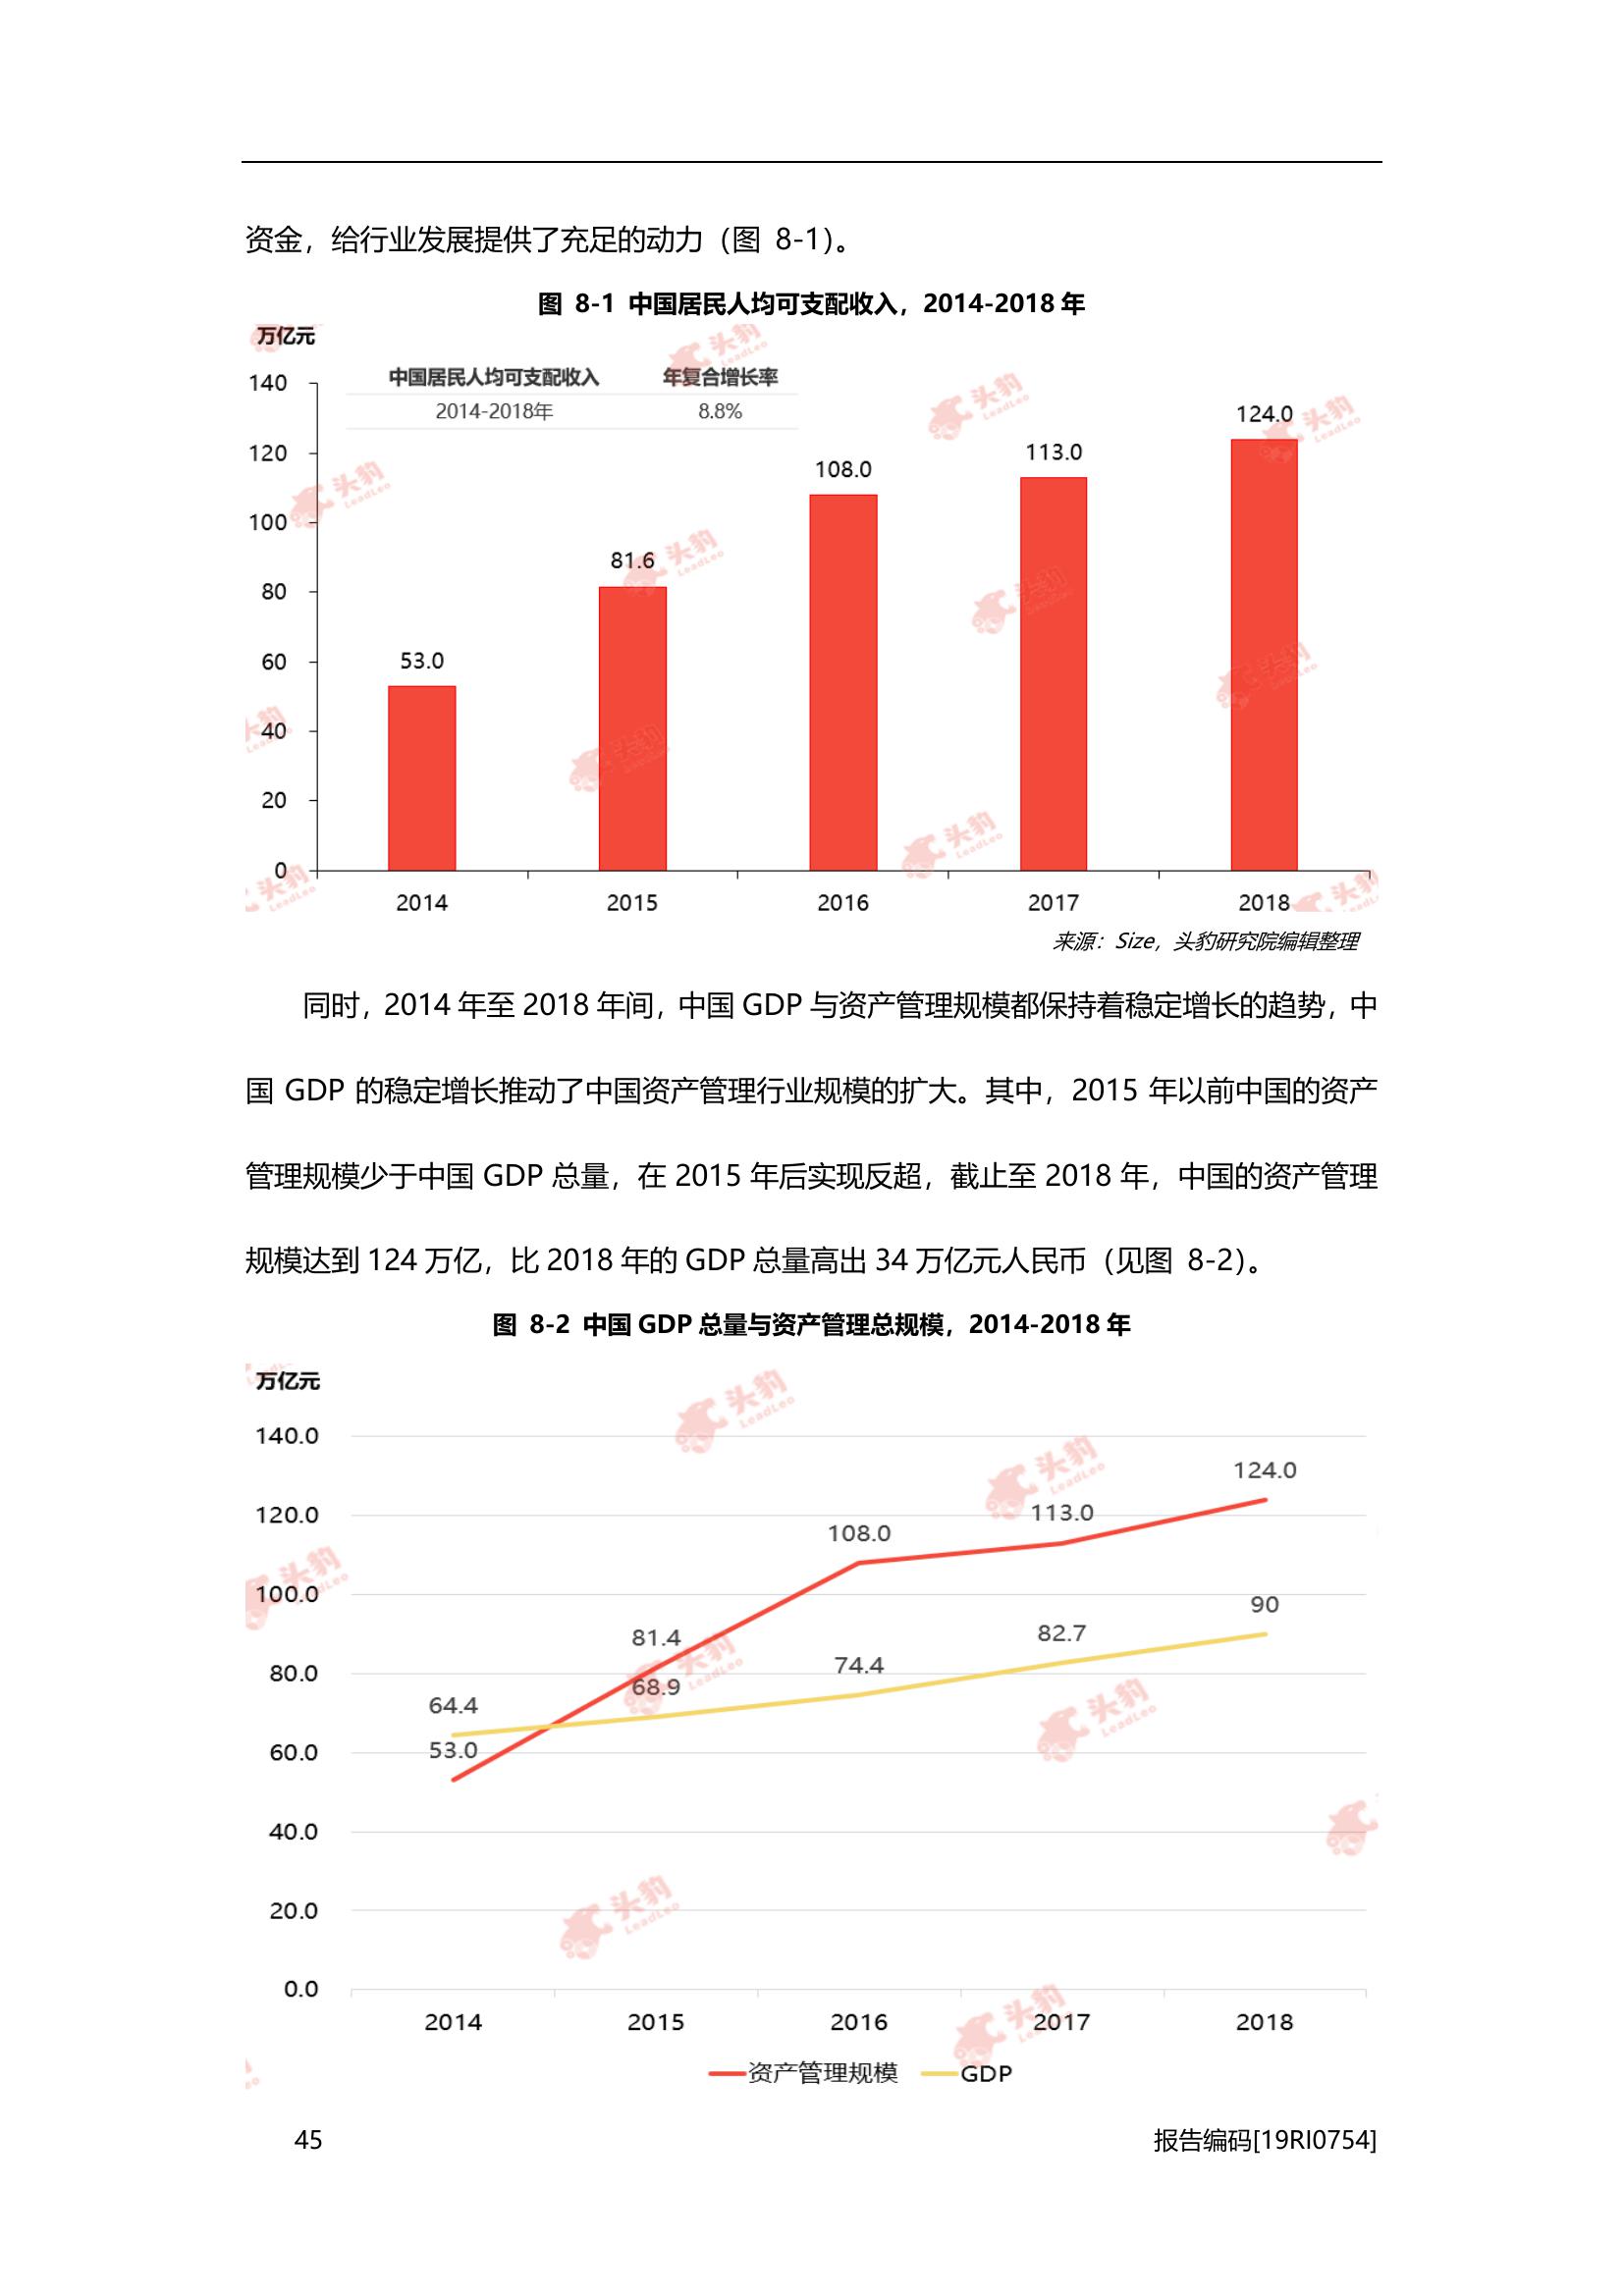 资金，给行业发展提供了充足的动力（图 8-1）。
图 8-1 中国居民人均可支配收入，2014-2018 年
万亿元
中国居民人均可支配收入 年复合增长率
2014-2018年 8.8%
140
120
100
80
60
40
20
0
53.0
81.6
108.0
113.0
124.0
2014 2015 2016 2017 2018
来源：Size，头豹研究院编辑整理
同时，2014 年至 2018 年间，中国 GDP 与资产管理规模都保持着稳定增长的趋势，中
国 GDP 的稳定增长推动了中国资产管理行业规模的扩大。其中，2015 年以前中国的资产
管理规模少于中国 GDP 总量，在 2015 年后实现反超，截止至 2018 年，中国的资产管理
规模达到 124 万亿，比 2018 年的 GDP 总量高出 34 万亿元人民币（见图 8-2）。
图 8-2 中国 GDP 总量与资产管理总规模，2014-2018 年
万亿元
140.0
120.0
100.0
80.0
60.0
40.0
20.0
0.0
124.0
113.0
108.0
90
82.7
81.4
74.4
68.9
64.4
53.0
2014 2015 2016 2017 2018
资产管理规模 GDP
头豹
LeadLeo
45 报告编码[19RI0754]